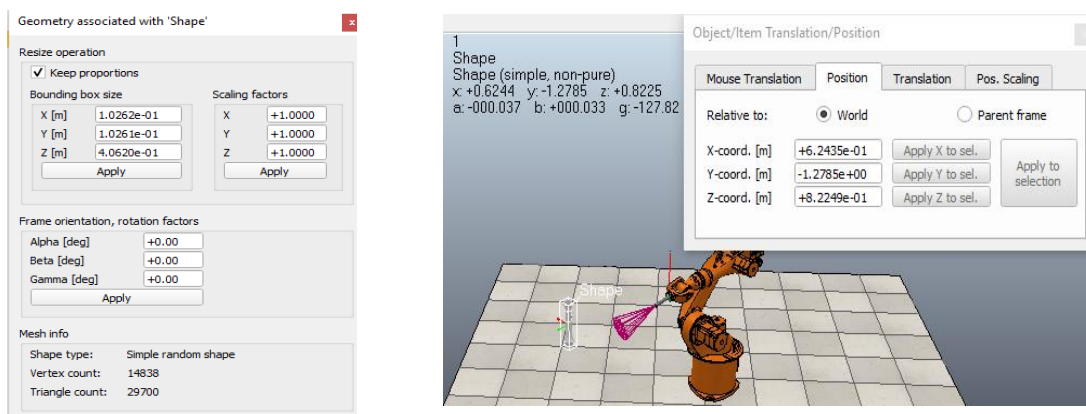 Geometry associated with 'Shape'
x
Resize operation
Keep proportions
Bounding box size
X [m] 1.0262e-01
Y [m] 1.0261e-01
Z [m] 4.0620e-01
Apply
Scaling factors
X +1.0000
Y +1.0000
Z +1.0000
Apply
Frame orientation, rotation factors
Alpha [deg] +0.00
Beta [deg] +0.00
Gamma [deg] +0.00
Apply
Mesh info
Shape type: Simple random shape
Vertex count: 14838
Triangle count: 29700
1
Shape
Shape (simple, non-pure)
x: +0.6244 y: -1.2785 z: +0.8225
a: -000.037 b: +000.033 g: -127.82
Object/Item Translation/Position
Mouse Translation Position Translation Pos. Scaling
Relative to: World Parent frame
X-coord. [m] +6.2435e-01 Apply X to sel.
Y-coord. [m] -1.2785e+00 Apply Y to sel.
Z-coord. [m] +8.2249e-01 Apply Z to sel.
Apply to
selection
Shape